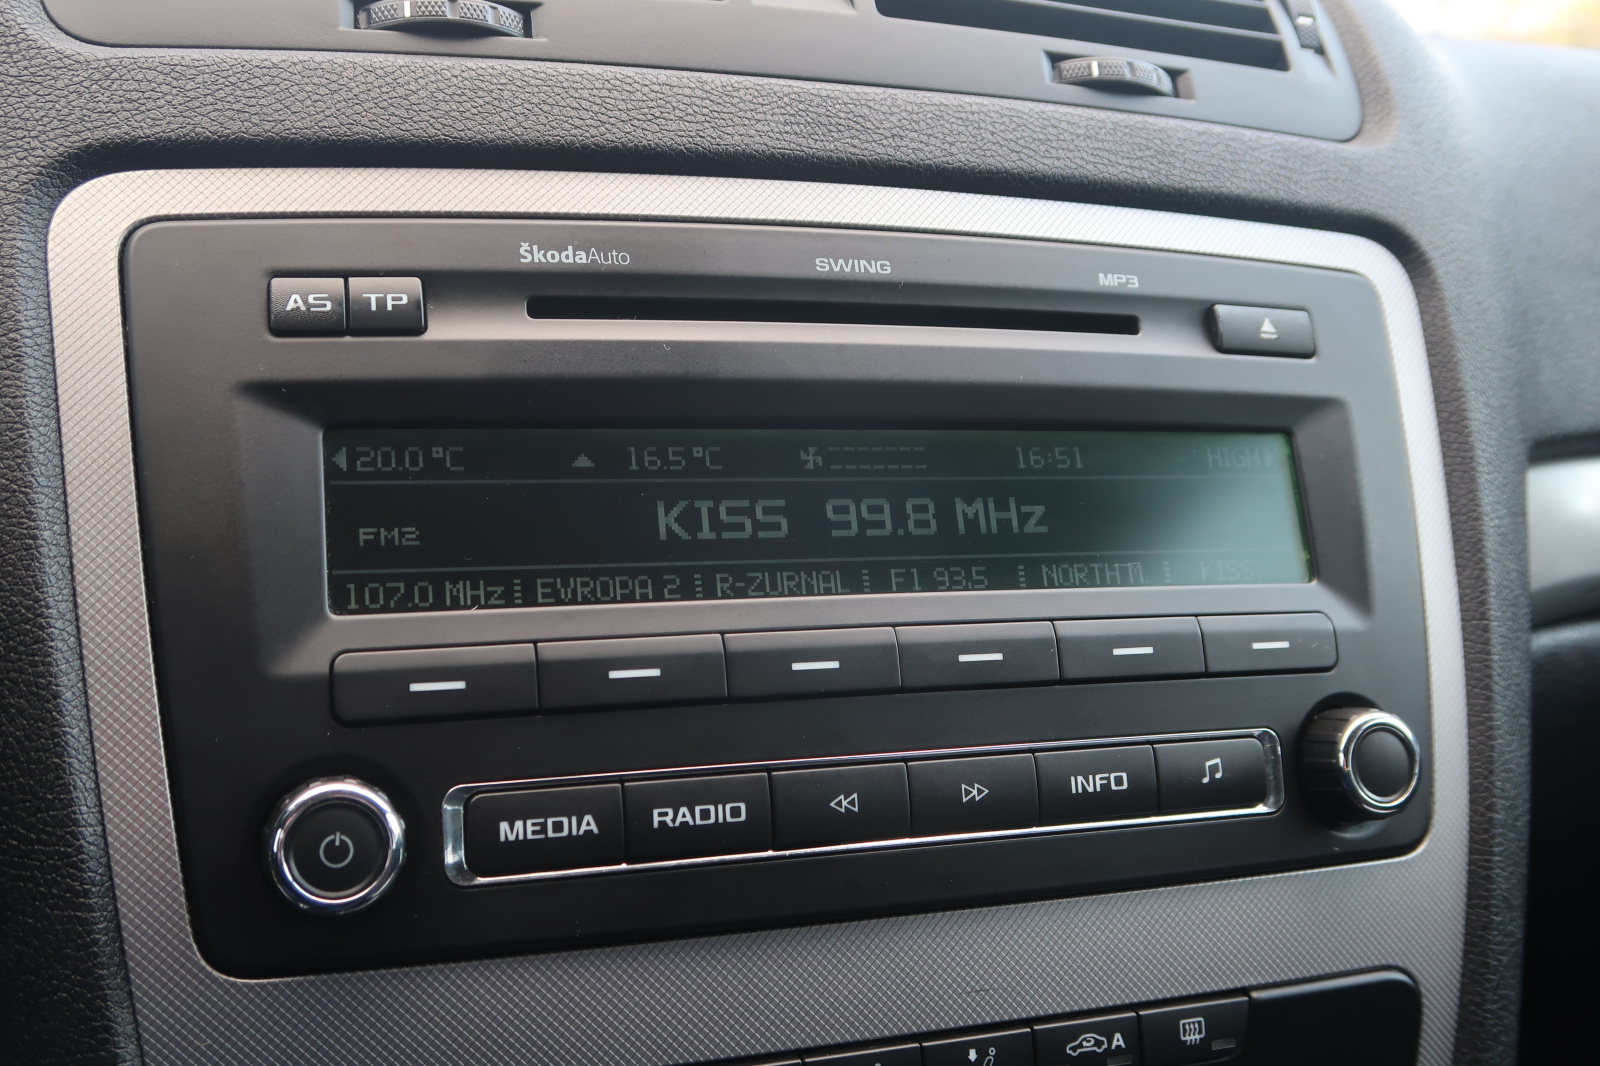 ŠkodaAuto SWING MP3
AS TP
20.0 °C 16.5 °C 16:51 HIGH
FM2 KISS 99.8 MHz
107.0 MHz EVROPA 2 R-ZURNAL F1 93,5 NORTH M. KISS
MEDIA RADIO INFO
A